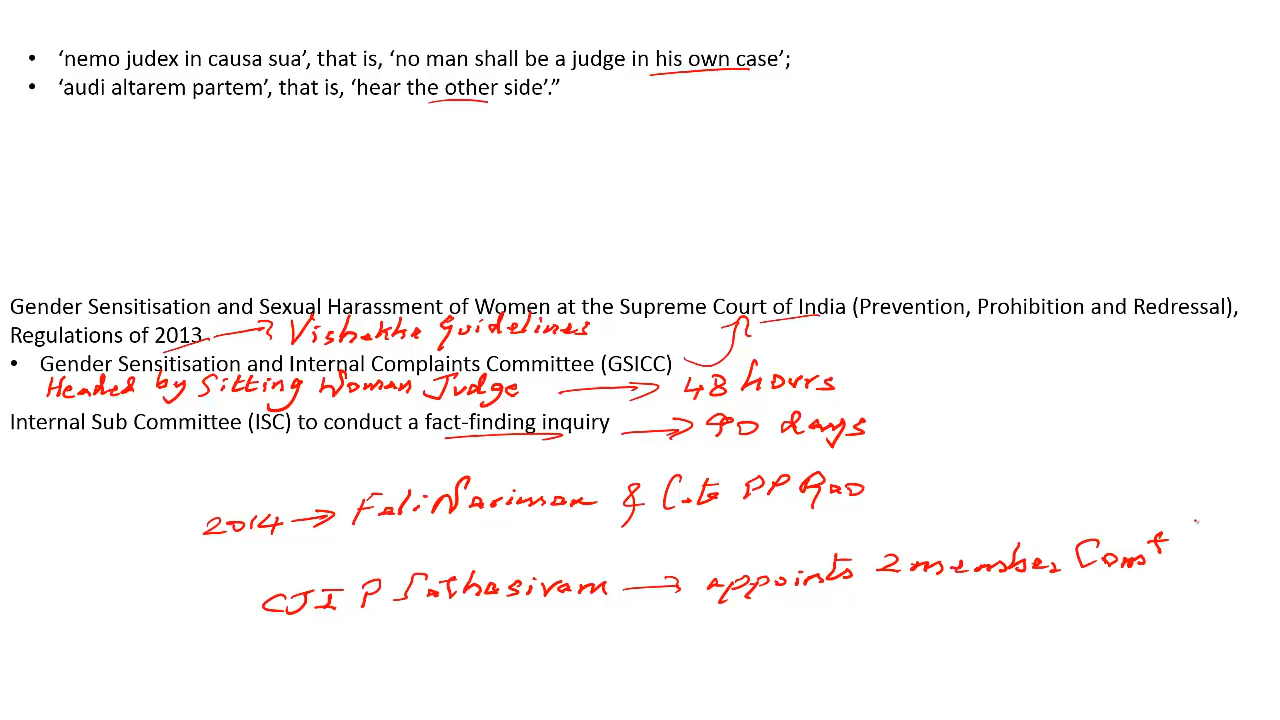 • ‘nemo judex in causa sua’, that is, ‘no man shall be a judge in his own case’;
• ‘audi altarem partem’, that is, ‘hear the other side’.”
Gender Sensitisation and Sexual Harassment of Women at the Supreme Court of India (Prevention, Prohibition and Redressal),
Regulations of 2013 → Vishakha Guidelines
• Gender Sensitisation and Internal Complaints Committee (GSICC)
Headed by Sitting Woman Judge → 48 hours
Internal Sub Committee (ISC) to conduct a fact-finding inquiry → 90 days
2014 → Fali Nariman & Late PP Rao
CJI P Sathasivam → appoints 2 member Comt